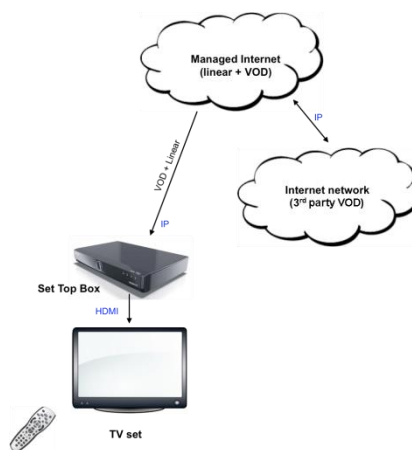 Managed Internet
(linear + VOD)
IP
VOD + Linear
Internet network
(3rd party VOD)
IP
Set Top Box
HDMI
TV set